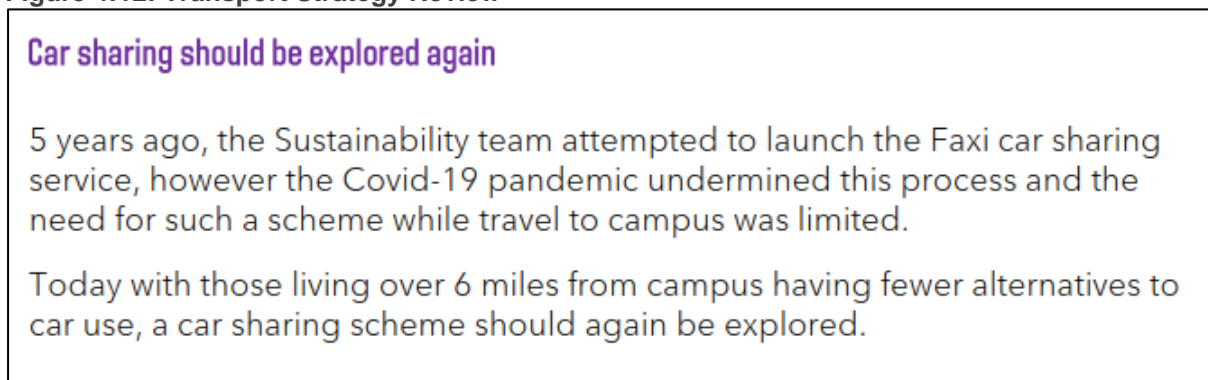 Car sharing should be explored again
5 years ago, the Sustainability team attempted to launch the Faxi car sharing
service, however the Covid-19 pandemic undermined this process and the
need for such a scheme while travel to campus was limited.
Today with those living over 6 miles from campus having fewer alternatives to
car use, a car sharing scheme should again be explored.